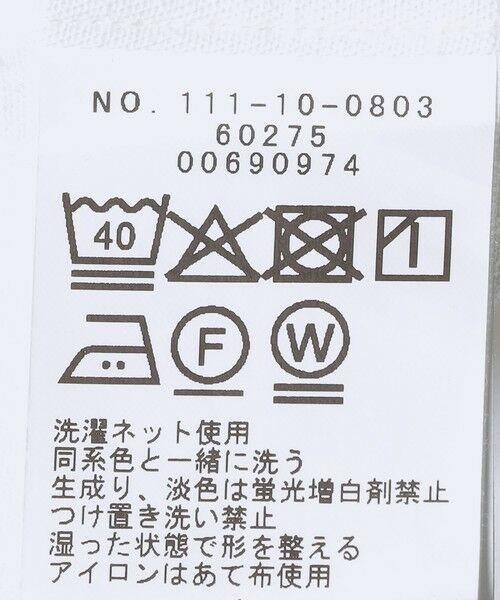 NO. 111-10-0803
60275
00690974
40
F W
洗濯ネット使用
同系色と一緒に洗う
生成り、淡色は蛍光増白剤禁止
つけ置き洗い禁止
湿った状態で形を整える
アイロンはあて布使用